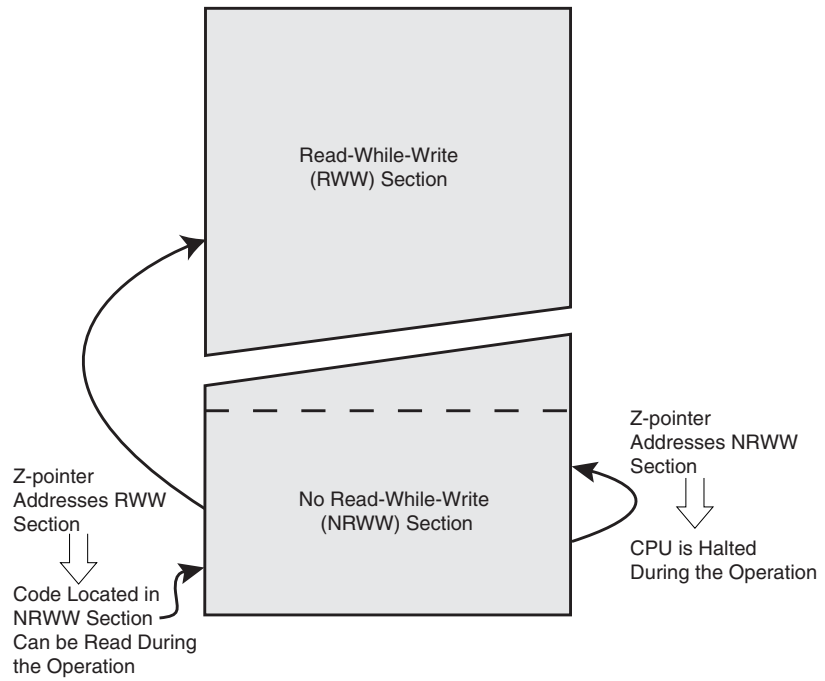 Read-While-Write
(RWW) Section
Z-pointer
Addresses RWW
Section
Code Located in
NRWW Section
Can be Read During
the Operation
No Read-While-Write
(NRWW) Section
Z-pointer
Addresses NRWW
Section
CPU is Halted
During the Operation